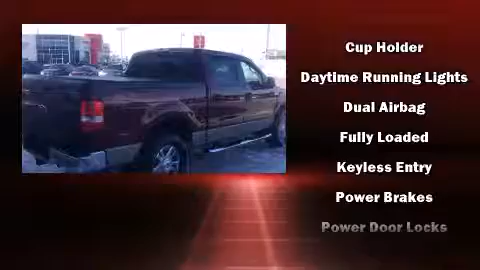 Cup Holder
Daytime Running Lights
Dual Airbag
Fully Loaded
Keyless Entry
Power Brakes
Power Door Locks